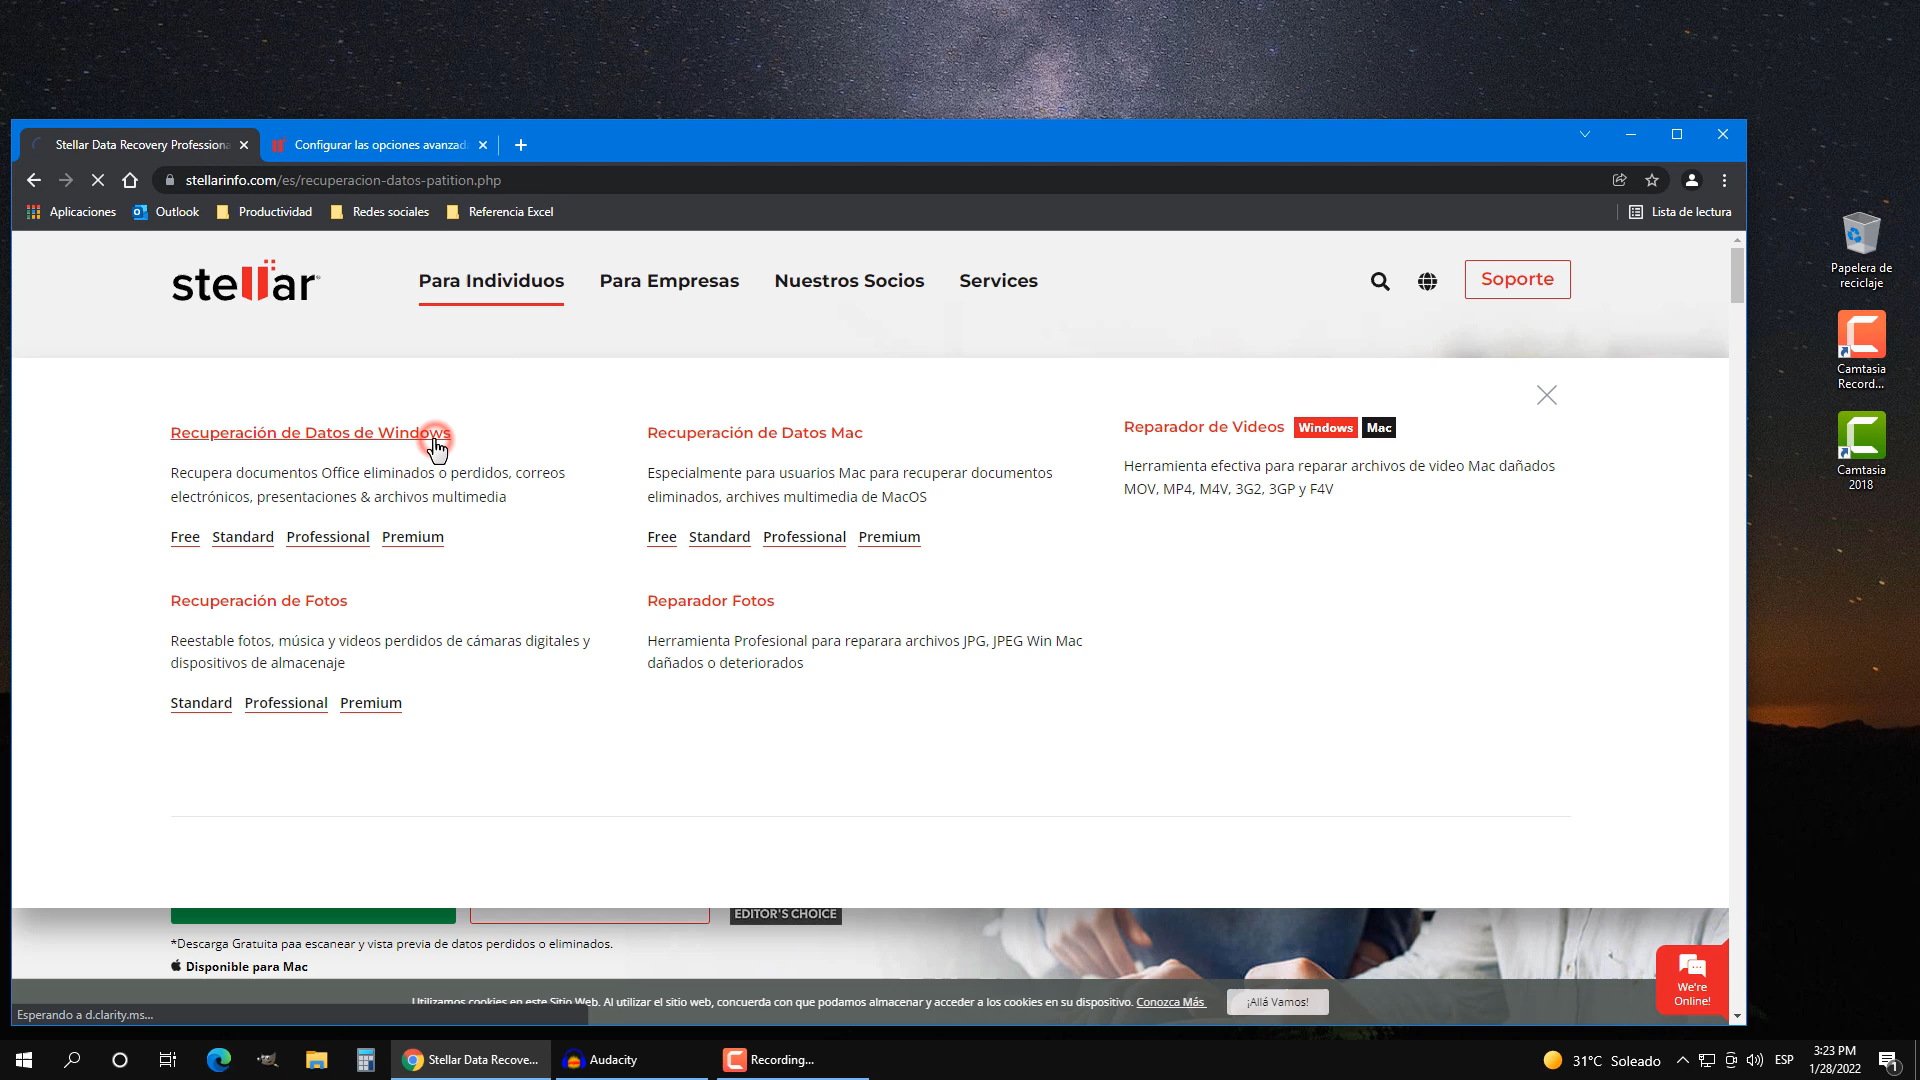 Stellar Data Recovery Professiona
Configurar las opciones avanzada
stellarinfo.com/es/recuperacion-datos-patition.php
Aplicaciones
Outlook
Productividad
Redes sociales
Referencia Excel
Lista de lectura
stellar
Para Individuos
Para Empresas
Nuestros Socios
Services
Soporte
Recuperación de Datos de Windows
Recupera documentos Office eliminados o perdidos, correos
electrónicos, presentaciones & archivos multimedia
Free Standard Professional Premium
Recuperación de Datos Mac
Especialmente para usuarios Mac para recuperar documentos
eliminados, archives multimedia de MacOS
Free Standard Professional Premium
Reparador de Videos Windows Mac
Herramienta efectiva para reparar archivos de video Mac dañados
MOV, MP4, M4V, 3G2, 3GP y F4V
Recuperación de Fotos
Reestable fotos, música y videos perdidos de cámaras digitales y
dispositivos de almacenaje
Standard Professional Premium
Reparador Fotos
Herramienta Profesional para reparara archivos JPG, JPEG Win Mac
dañados o deteriorados
EDITOR'S CHOICE
*Descarga Gratuita paa escanear y vista previa de datos perdidos o eliminados.
Disponible para Mac
Utilizamos cookies en este Sitio Web. Al utilizar el sitio web, concuerda con que podamos almacenar y acceder a los cookies en su dispositivo. Conozca Más.
¡Allá Vamos!
We're
Online!
Esperando a d.clarity.ms...
Papelera de
reciclaje
Camtasia
Record...
Camtasia
2018
Stellar Data Recove...
Audacity
Recording...
31°C Soleado
ESP
3:23 PM
1/28/2022
1